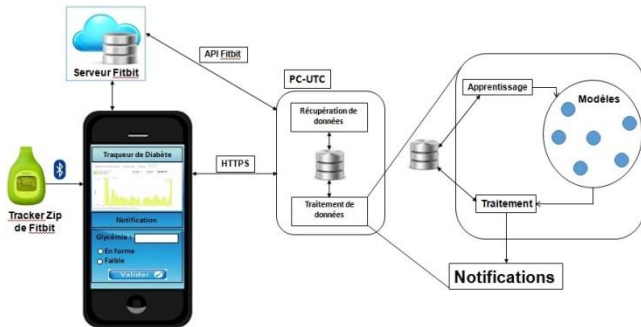 Serveur Fitbit
API Fitbit
PC-UTC
Récupération de
données
HTTPS
Traitement de
données
Tracker Zip
de Fitbit
Traqueur de Diabète
Notification
Glycémie :
En forme
Faible
Valider
Apprentissage
Modèles
Traitement
Notifications